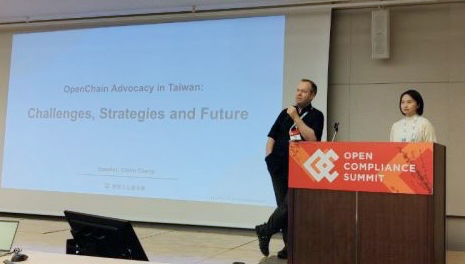 OpenChain Advocacy in Taiwan:
Challenges, Strategies and Future
OPEN
COMPLIANCE
SUMMIT